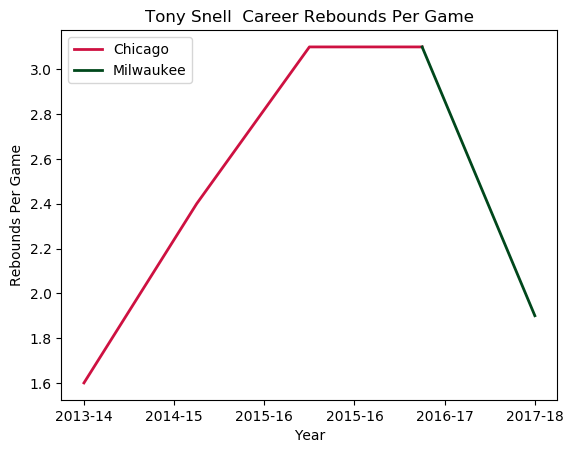 Tony Snell  Career Rebounds Per Game
Chicago
Milwaukee
Rebounds Per Game
3.0
2.8
2.6
2.4
2.2
2.0
1.8
1.6
2013-14 2014-15 2015-16 2015-16 2016-17 2017-18
Year